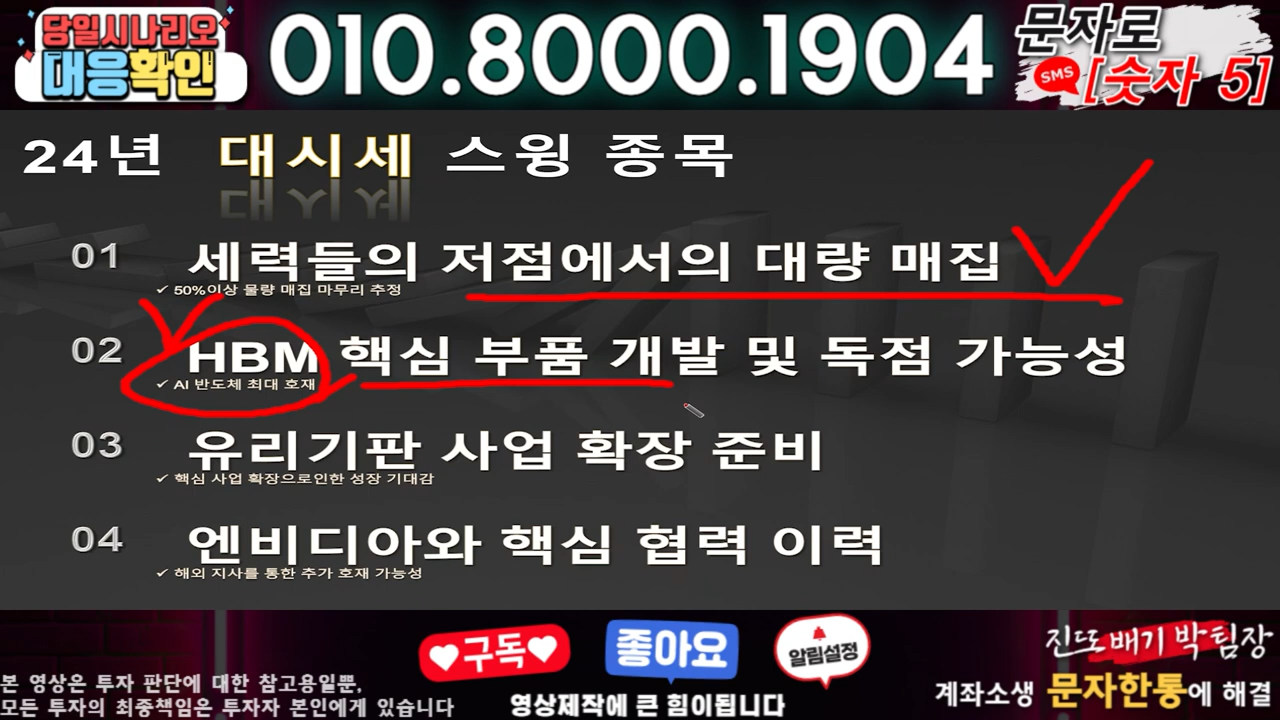 당일시나리오
대응확인
010.8000.1904
문자로
SMS
[숫자 5]
24년 대시세 스윙 종목
01 세력들의 저점에서의 대량 매집
✓ 50%이상 물량 매집 마무리 추정
02 HBM 핵심 부품 개발 및 독점 가능성
✓ AI 반도체 최대 호재
03 유리기판 사업 확장 준비
✓ 핵심 사업 확장으로인한 성장 기대감
04 엔비디아와 핵심 협력 이력
✓ 해외 지사를 통한 추가 호재 가능성
본 영상은 투자 판단에 대한 참고용일뿐,
모든 투자의 최종책임은 투자자 본인에게 있습니다
구독
좋아요
알림설정
영상제작에 큰 힘이됩니다
진또배기 박팀장
계좌소생 문자한통에 해결